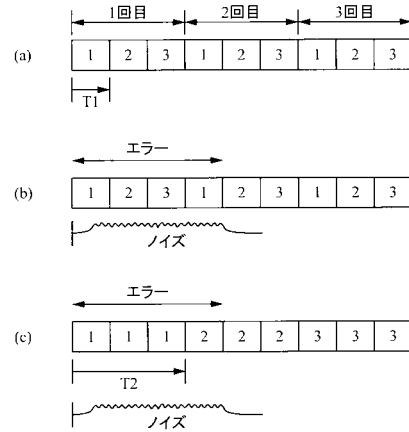 1回目 2回目 3回目
(a) 1 2 3 1 2 3 1 2 3
T1
エラー
(b) 1 2 3 1 2 3 1 2 3
ノイズ
エラー
(c) 1 1 1 2 2 2 3 3 3
T2
ノイズ